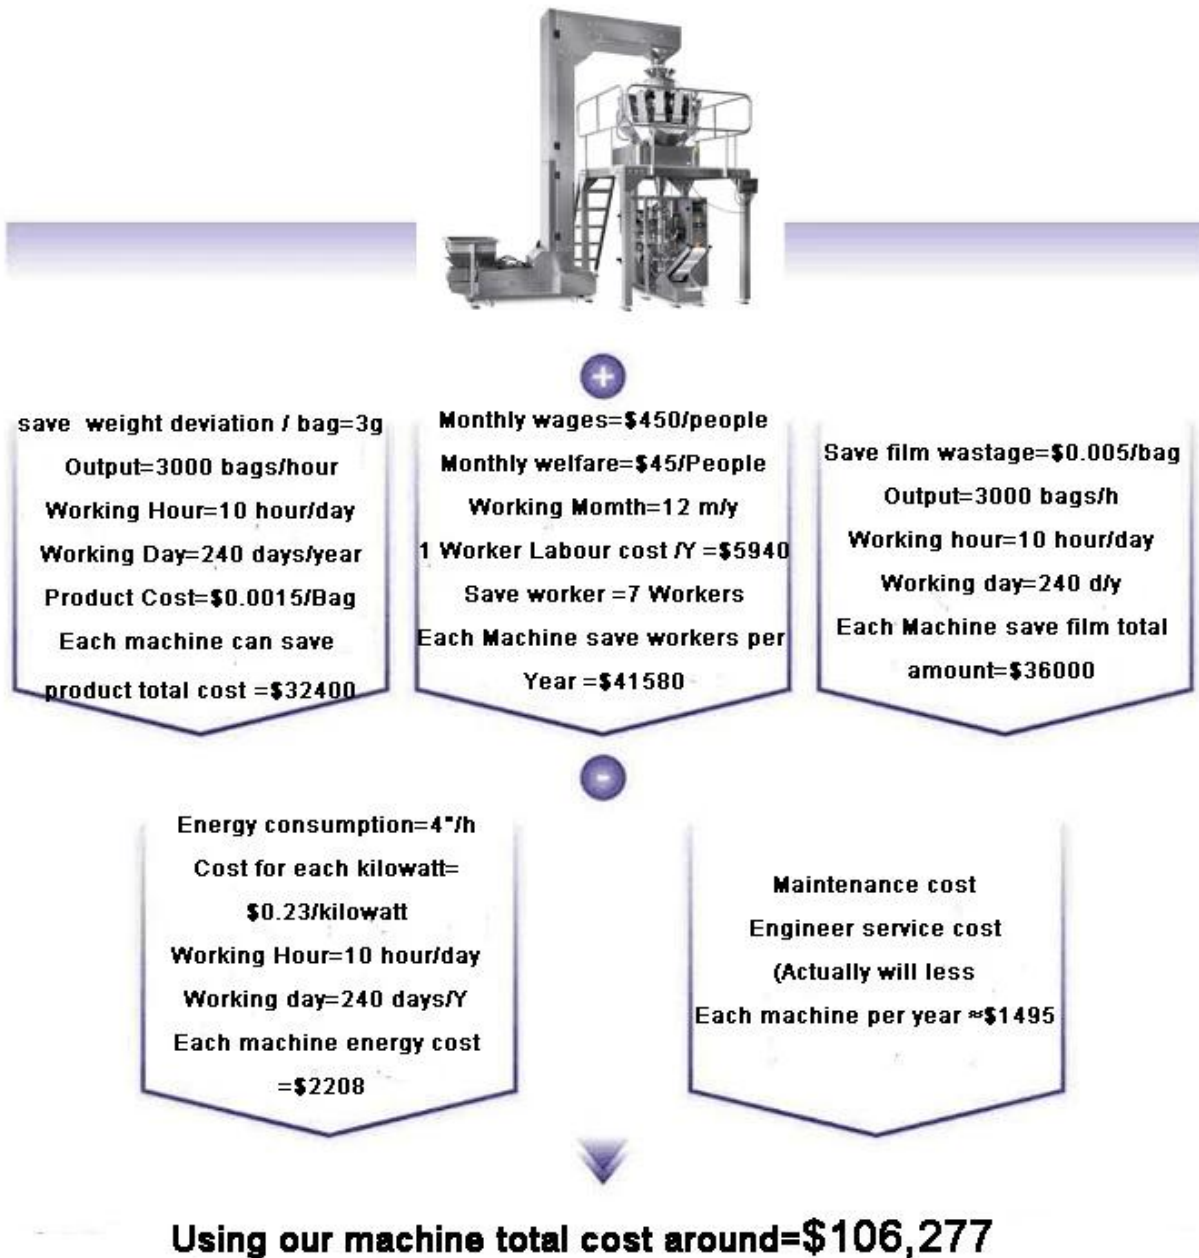 save weight deviation / bag=3g
Output=3000 bags/hour
Working Hour=10 hour/day
Working Day=240 days/year
Product Cost=$0.0015/Bag
Each machine can save
product total cost =$32400
Monthly wages=$450/people
Monthly welfare=$45/People
Working Momth=12 m/y
1 Worker Labour cost /Y =$5940
Save worker =7 Workers
Each Machine save workers per
Year =$41580
Save film wastage=$0.005/bag
Output=3000 bags/h
Working hour=10 hour/day
Working day=240 d/y
Each Machine save film total
amount=$36000
Energy consumption=4"/h
Cost for each kilowatt=
$0.23/kilowatt
Working Hour=10 hour/day
Working day=240 days/Y
Each machine energy cost
=$2208
Maintenance cost
Engineer service cost
(Actually will less
Each machine per year ≈$1495
Using our machine total cost around=$106,277